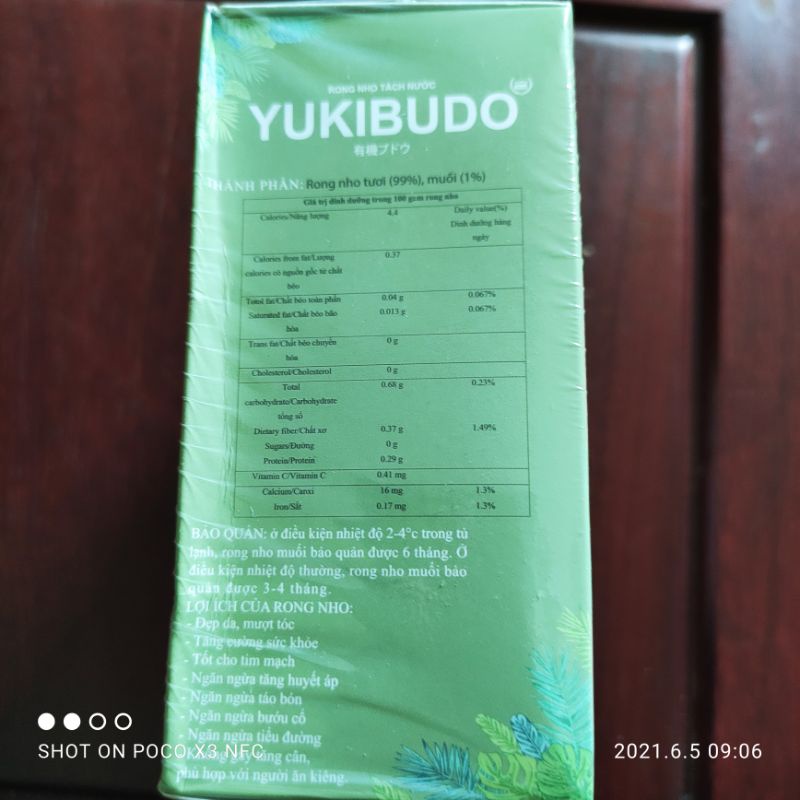 RONG NHO TÁCH NƯỚC
YUKIBUDO
有機ブドウ
THÀNH PHẦN: Rong nho tươi (99%), muối (1%)
Giá trị dinh dưỡng trong 100 gam rong nho
Calories/Năng lượng 4.4 Daily value(%)
Dinh dưỡng hàng
ngày
Calories from fat/Lượng 0.37
calories có nguồn gốc từ chất
béo
Total fat/Chất béo toàn phần 0.04 g 0.067%
Saturated fat/Chất béo bão 0.013 g 0.067%
hòa
Trans fat/Chất béo chuyển 0 g
hóa
Cholesterol/Cholesterol 0 g
Total 0.68 g 0.23%
carbohydrate/Carbohydrate
tổng số
Dietary fiber/Chất xơ 0.37 g 1.49%
Sugars/Đường 0 g
Protein/Protein 0.29 g
Vitamin C/Vitamin C 0.41 mg
Calcium/Canxi 16 mg 1.3%
Iron/Sắt 0.17 mg 1.3%
BẢO QUẢN: ở điều kiện nhiệt độ 2-4°c trong tủ
lạnh, rong nho muối bảo quản được 6 tháng. Ở
điều kiện nhiệt độ thường, rong nho muối bảo
quản được 3-4 tháng.
LỢI ÍCH CỦA RONG NHO:
- Đẹp da, mượt tóc
- Tăng cường sức khỏe
- Tốt cho tim mạch
- Ngăn ngừa tăng huyết áp
- Ngăn ngừa táo bón
- Ngăn ngừa bướu cổ
- Ngăn ngừa tiểu đường
- Không gây tăng cân,
phù hợp với người ăn kiêng.
SHOT ON POCO X3 NFC
2021.6.5 09:06